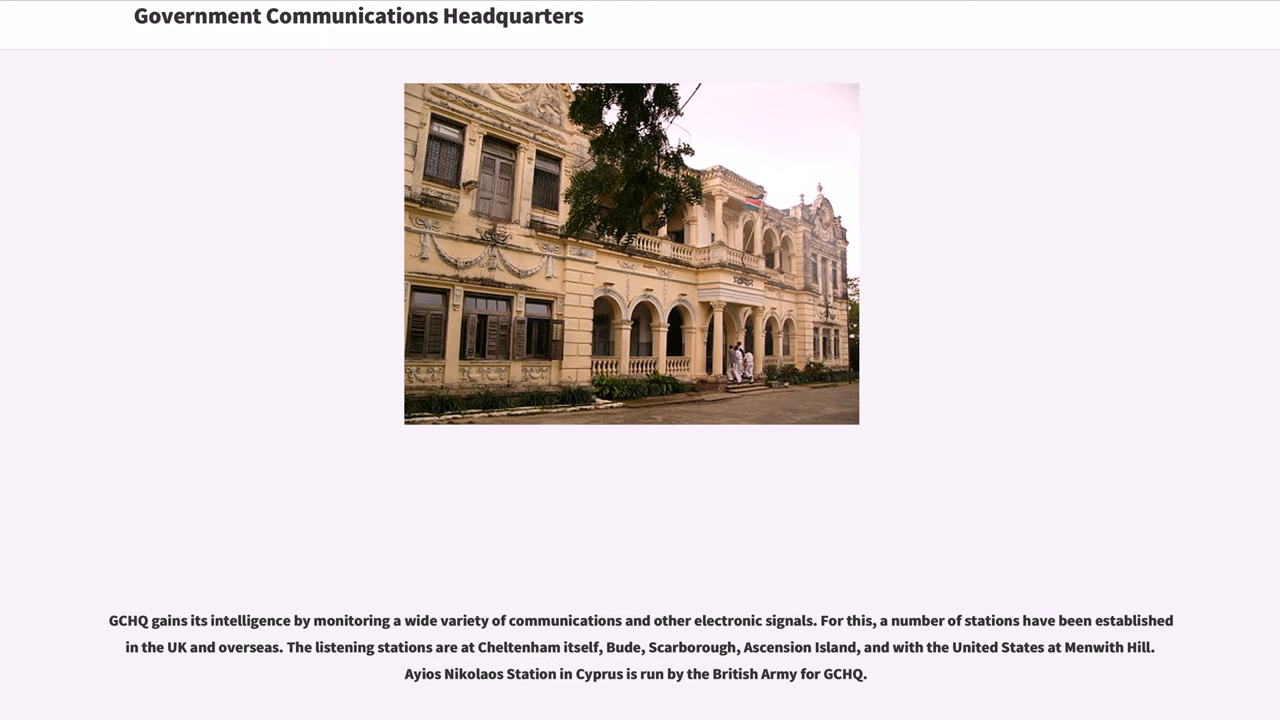 Government Communications Headquarters
GCHQ gains its intelligence by monitoring a wide variety of communications and other electronic signals. For this, a number of stations have been established
in the UK and overseas. The listening stations are at Cheltenham itself, Bude, Scarborough, Ascension Island, and with the United States at Menwith Hill.
Ayios Nikolaos Station in Cyprus is run by the British Army for GCHQ.